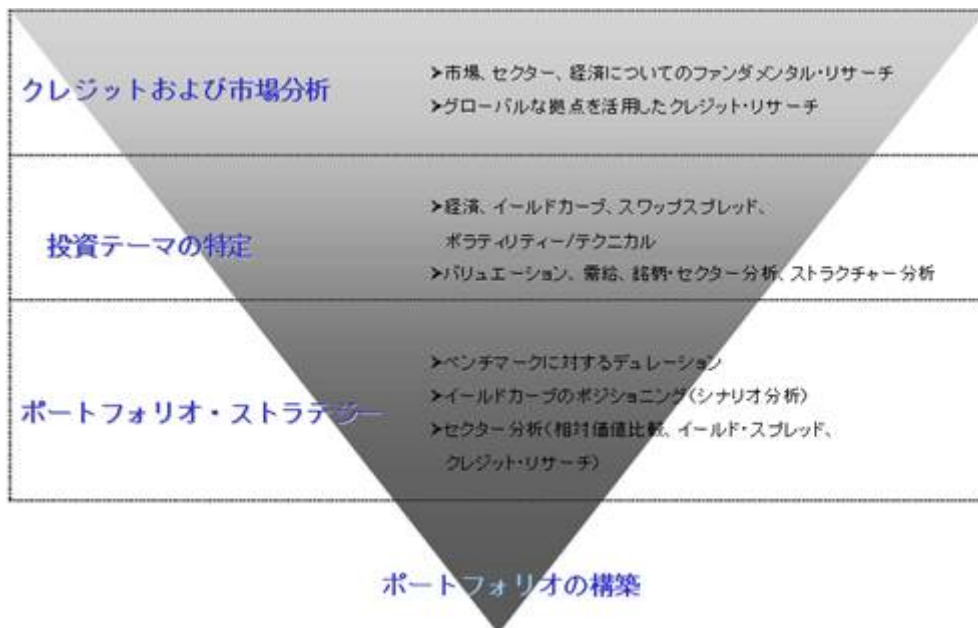 クレジットおよび市場分析
➤市場、セクター、経済についてのファンダメンタル・リサーチ
➤グローバルな拠点を活用したクレジット・リサーチ
投資テーマの特定
➤経済、イールドカーブ、スワップスプレッド、
ボラティリティー/テクニカル
➤バリュエーション、需給、銘柄・セクター分析、ストラクチャー分析
ポートフォリオ・ストラテジー
➤ベンチマークに対するデュレーション
➤イールドカーブのポジショニング(シナリオ分析)
➤セクター分析(相対価値比較、イールド・スプレッド、
クレジット・リサーチ)
ポートフォリオの構築